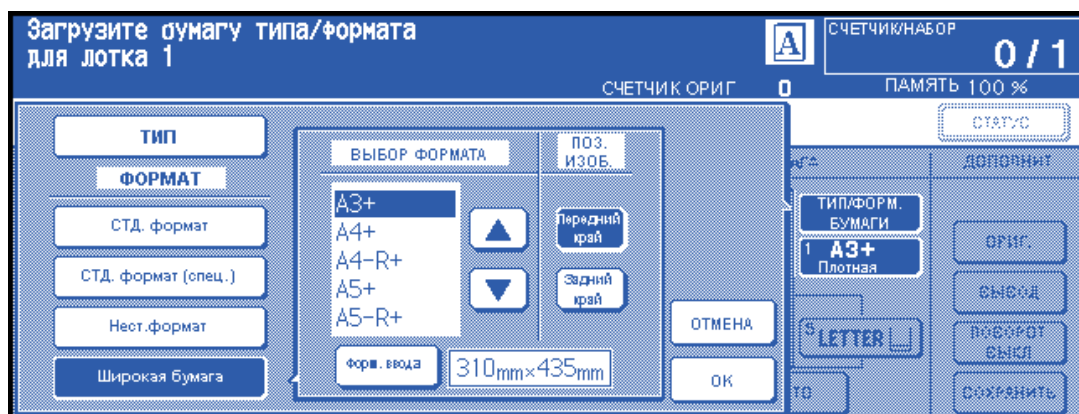 Загрузите бумагу типа/формата
для лотка 1
СЧЕТЧИК/НАБОР
0 / 1
СЧЕТЧИК ОРИГ 0
ПАМЯТЬ 100 %
СТАТУС
ТИП
ФОРМАТ
СТД. формат
СТД. формат (спец.)
Нест.формат
Широкая бумага
ВЫБОР ФОРМАТА
A3+
A4+
A4-R+
A5+
A5-R+
Форм. ввода
310mm×435mm
ПОЗ.
ИЗОБ.
Передний
край
Задний
край
ОТМЕНА
OK
ДОПОЛНИТ
ТИП/ФОРМ.
БУМАГИ
1 A3+
Плотная
5 LETTER
ОРИГ.
ВЫВОД
ПОВОРОТ
ВЫКЛ
СОХРАНИТЬ